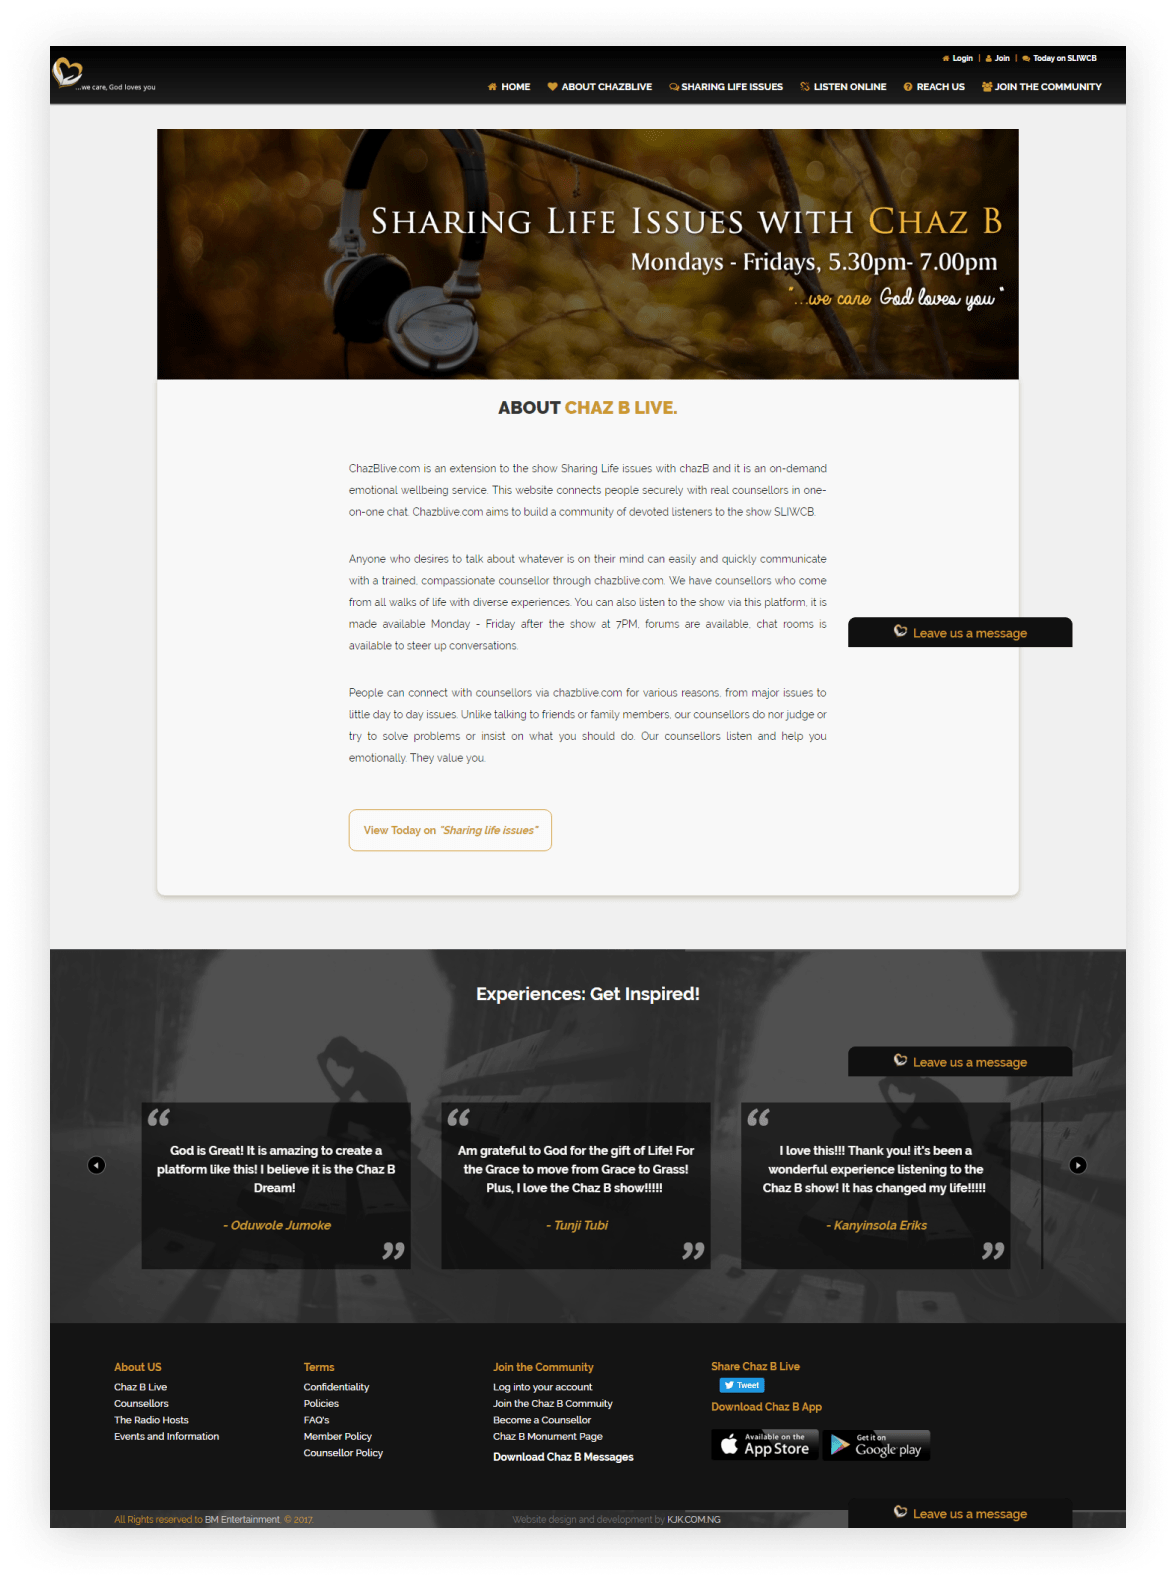 Login | Join | Today on SLIWCB
...we care, God loves you
HOME ABOUT CHAZBLIVE SHARING LIFE ISSUES LISTEN ONLINE REACH US JOIN THE COMMUNITY
SHARING LIFE ISSUES WITH CHAZ B
Mondays - Fridays, 5.30pm- 7.00pm
"...we care God loves you"
ABOUT CHAZ B LIVE.
ChazBlive.com is an extension to the show Sharing Life issues with chazB and it is an on-demand
emotional wellbeing service. This website connects people securely with real counsellors in one-
on-one chat. Chazblive.com aims to build a community of devoted listeners to the show SLIWCB.
Anyone who desires to talk about whatever is on their mind can easily and quickly communicate
with a trained, compassionate counsellor through chazblive.com. We have counsellors who come
from all walks of life with diverse experiences. You can also listen to the show via this platform, it is
made available Monday - Friday after the show at 7PM, forums are available, chat rooms is
available to steer up conversations.
Leave us a message
People can connect with counsellors via chazblive.com for various reasons, from major issues to
little day to day issues. Unlike talking to friends or family members, our counsellors do nor judge or
try to solve problems or insist on what you should do. Our counsellors listen and help you
emotionally. They value you.
View Today on "Sharing life issues"
Experiences: Get Inspired!
Leave us a message
God is Great! It is amazing to create a
platform like this! I believe it is the Chaz B
Dream!
- Oduwole Jumoke
Am grateful to God for the gift of Life! For
the Grace to move from Grace to Grass!
Plus, I love the Chaz B show!!!!!
- Tunji Tubi
I love this!!! Thank you! it's been a
wonderful experience listening to the
Chaz B show! It has changed my life!!!!!
- Kanyinsola Eriks
About US
Chaz B Live
Counsellors
The Radio Hosts
Events and Information
Terms
Confidentiality
Policies
FAQ's
Member Policy
Counsellor Policy
Join the Community
Log into your account
Join the Chaz B Commuity
Become a Counsellor
Chaz B Monument Page
Download Chaz B Messages
Share Chaz B Live
Tweet
Download Chaz B App
Available on the
App Store
Get it on
Google play
All Rights reserved to BM Entertainment. © 2017.
Website design and development by KJK.COM.NG
Leave us a message